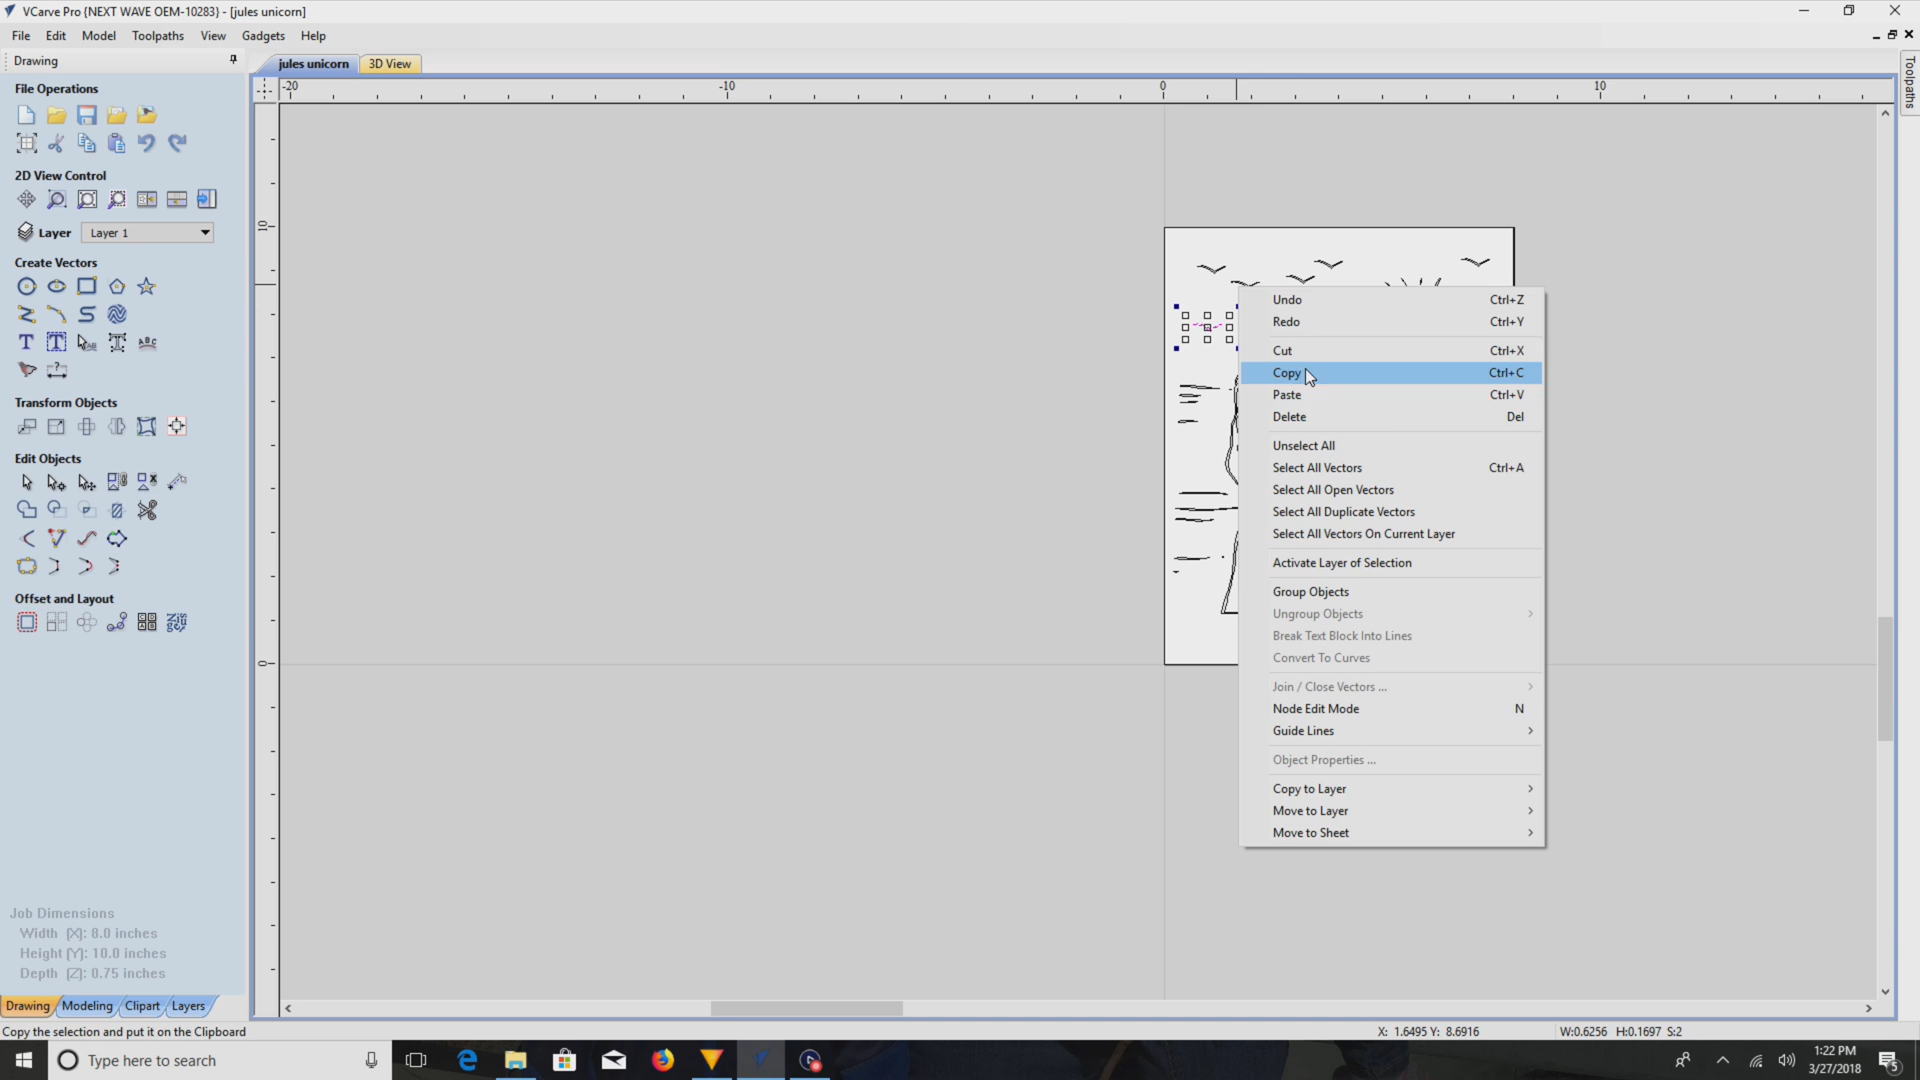 VCarve Pro {NEXT WAVE OEM-10283} - [jules unicorn]
File Edit Model Toolpaths View Gadgets Help
Drawing
jules unicorn
3D View
Toolpaths
File Operations
-20 -10 0 10
2D View Control
Layer Layer 1
10
0
Create Vectors
Transform Objects
Edit Objects
Offset and Layout
Undo Ctrl+Z
Redo Ctrl+Y
Cut Ctrl+X
Copy Ctrl+C
Paste Ctrl+V
Delete Del
Unselect All
Select All Vectors Ctrl+A
Select All Open Vectors
Select All Duplicate Vectors
Select All Vectors On Current Layer
Activate Layer of Selection
Group Objects
Ungroup Objects
Break Text Block Into Lines
Convert To Curves
Join / Close Vectors ...
Node Edit Mode N
Guide Lines
Object Properties ...
Copy to Layer
Move to Layer
Move to Sheet
Job Dimensions
Width (X): 8.0 inches
Height (Y): 10.0 inches
Depth (Z): 0.75 inches
Drawing Modeling Clipart Layers
Copy the selection and put it on the Clipboard
X: 1.6495 Y: 8.6916
W:0.6256 H:0.1697 S:2
Type here to search
1:22 PM
3/27/2018
5